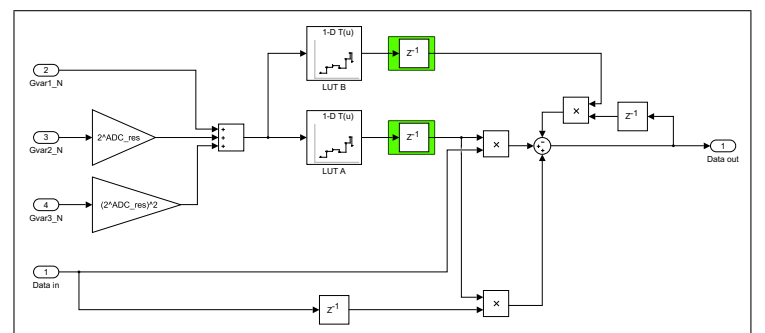 1-D T(u)
z-1
LUT B
2
Gvar1_N
×
z-1
+
+
+
3
Gvar2_N
2^ADC_res
1-D T(u)
z-1
LUT A
×
+
−
+
1
Data out
4
Gvar3_N
(2^ADC_res)^2
1
Data in
z-1
×